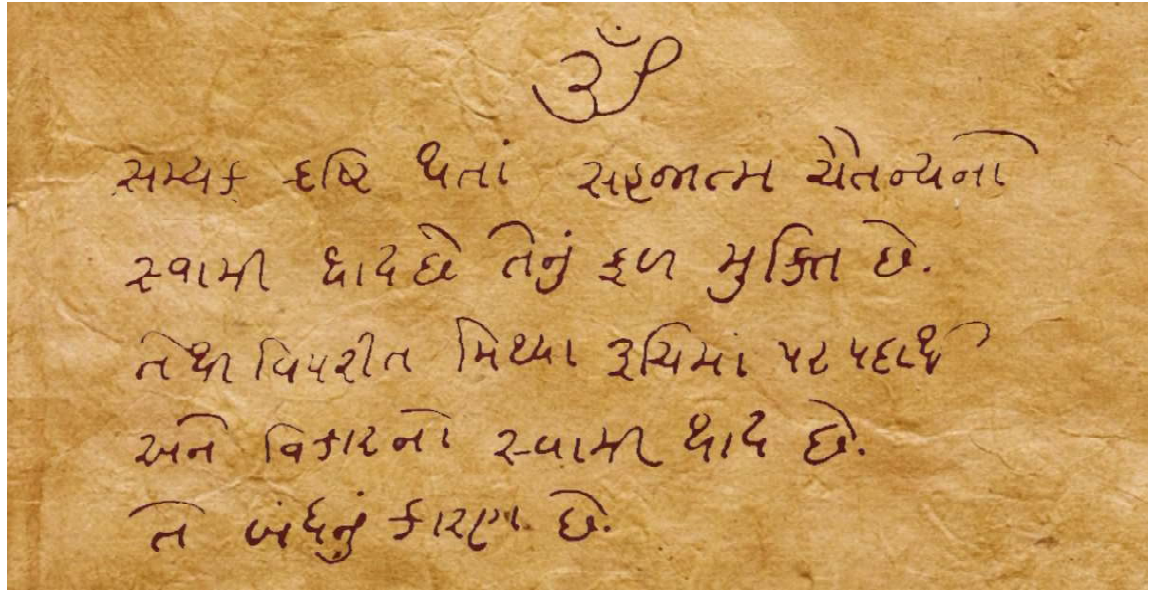 ૐ
સમ્યક્ દ્રષ્ટિ થતાં સહજાત્મ ચૈતન્યનો
સ્વામી થાય છે તેનું ફળ મુક્તિ છે.
તેથી વિપરીત મિથ્યા રૂચિમાં પર પદાર્થ
અને વિકારનો સ્વામી થાય છે.
તે બંધનું કારણ છે.